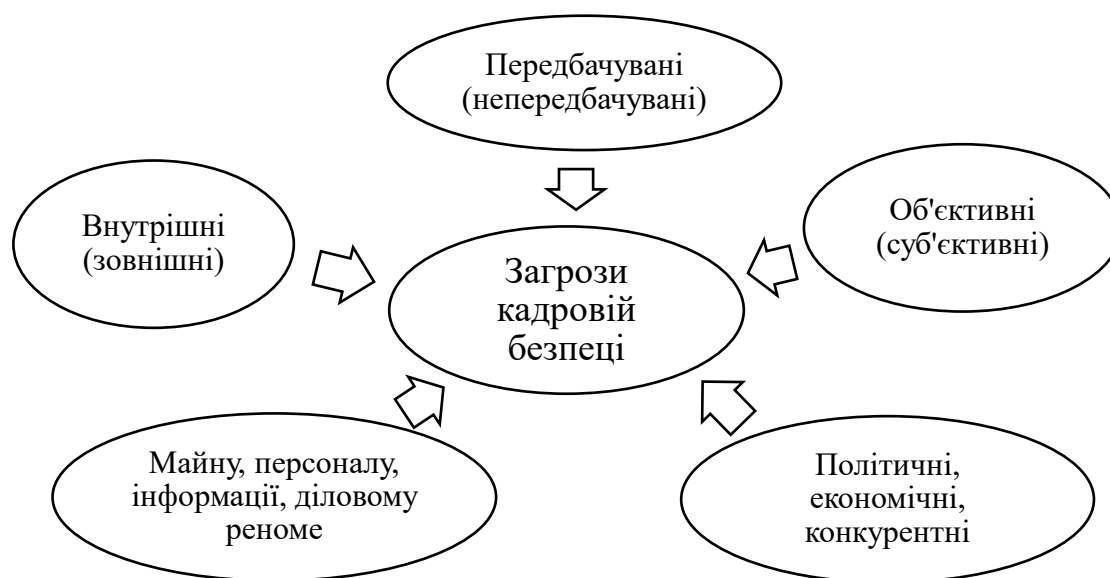 Передбачувані
(непередбачувані)
Внутрішні
(зовнішні)
Об'єктивні
(суб'єктивні)
Загрози
кадровій
безпеці
Майну, персоналу,
інформації, діловому
реноме
Політичні,
економічні,
конкурентні